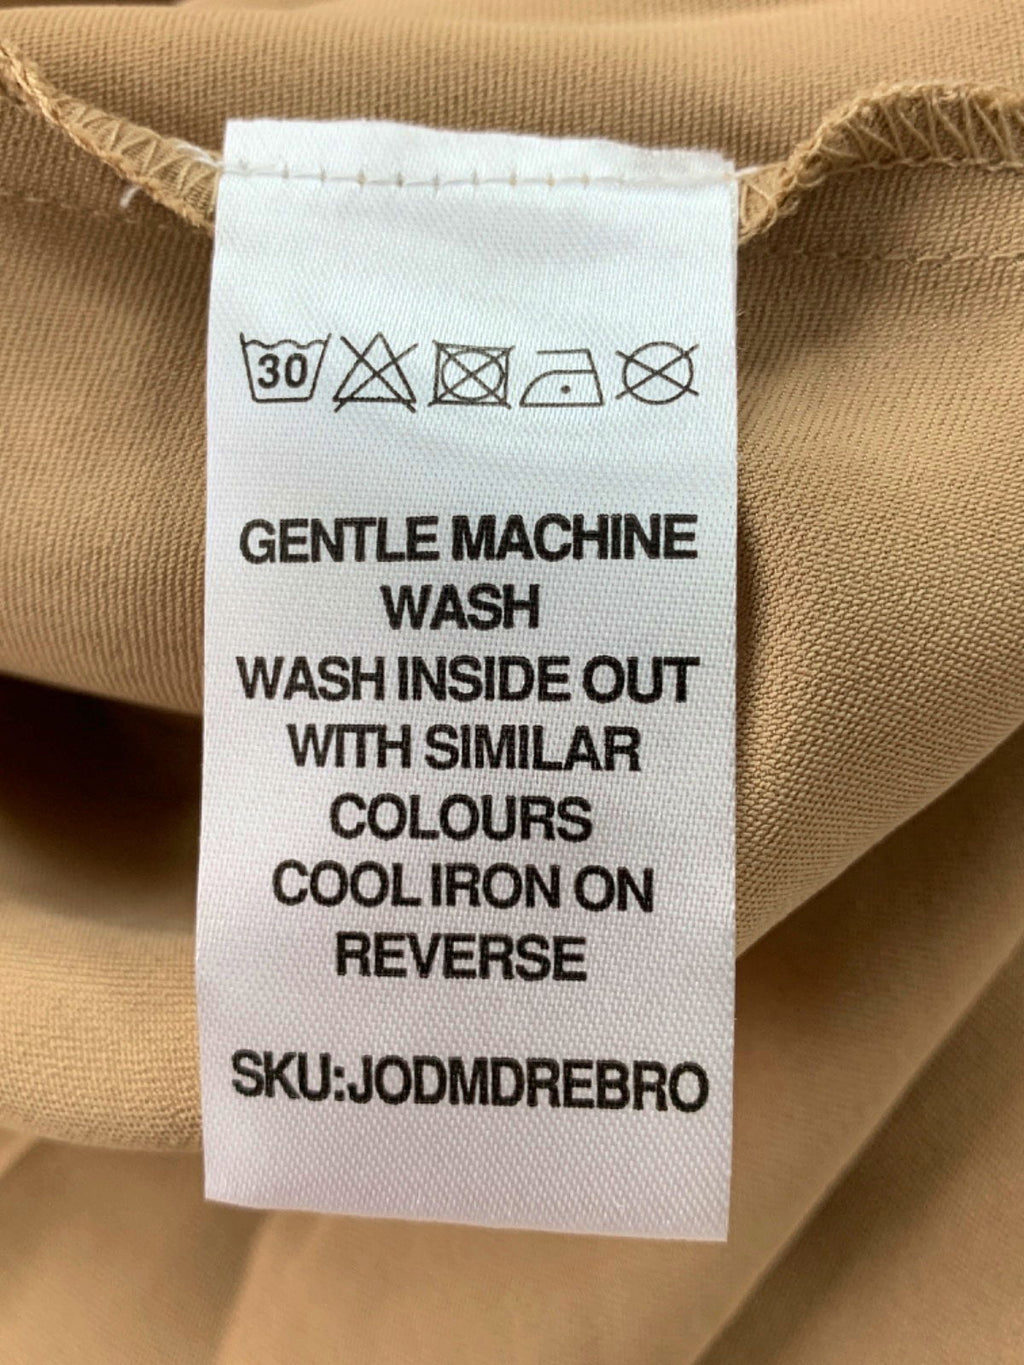 30
GENTLE MACHINE
WASH
WASH INSIDE OUT
WITH SIMILAR
COLOURS
COOL IRON ON
REVERSE
SKU:JODMDREBRO